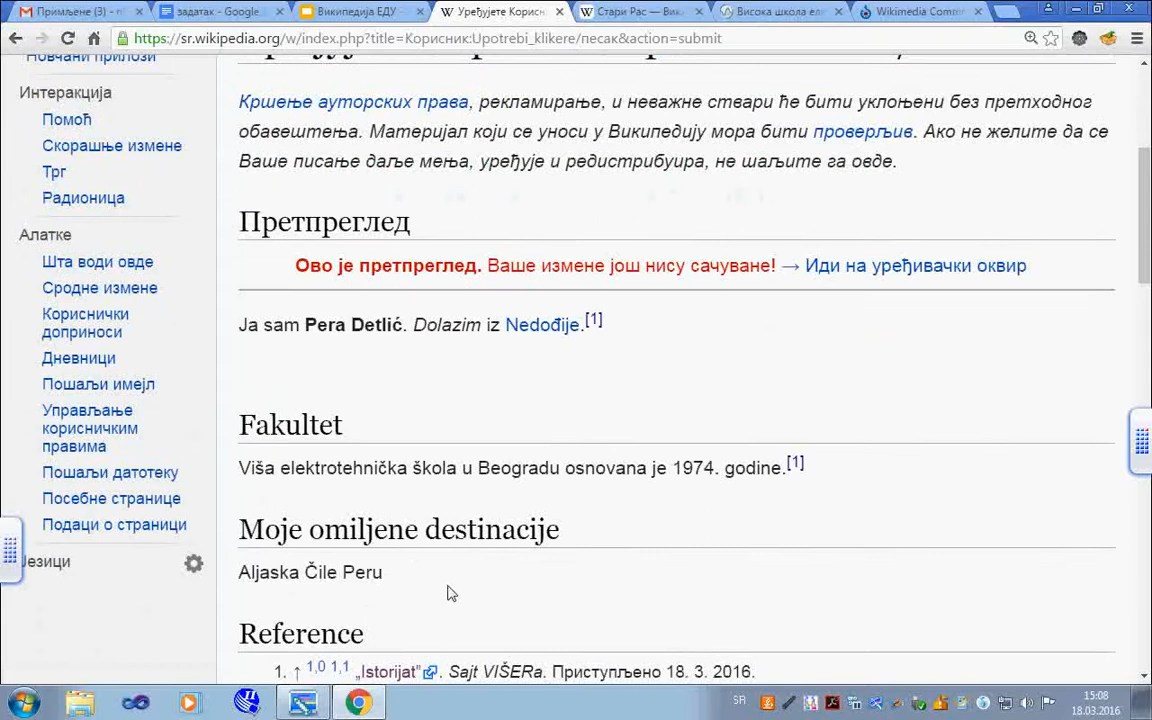 Примљене (3) - n
задатак - Google
Википедија ЕДУ -
Уређујете Корисн
Стари Рас — Вик
Висока школа еле
Wikimedia Comm
https://sr.wikipedia.org/w/index.php?title=Корисник:Upotrebi_klikere/песак&action=submit
Новчани прилози
Интеракција
Помоћ
Скорашње измене
Трг
Радионица
Алатке
Шта води овде
Сродне измене
Кориснички
доприноси
Дневници
Пошаљи имејл
Управљање
корисничким
правима
Пошаљи датотеку
Посебне странице
Подаци о страници
Језици
Кршење ауторских права, рекламирање, и неважне ствари ће бити уклоњени без претходног
обавештења. Материјал који се уноси у Википедију мора бити проверљив. Ако не желите да се
Ваше писање даље мења, уређује и редистрибуира, не шаљите га овде.
Претпреглед
Ово је претпреглед. Ваше измене још нису сачуване! → Иди на уређивачки оквир
Ja sam Pera Detlić. Dolazim iz Nedođije.[1]
Fakultet
Viša elektrotehnička škola u Beogradu osnovana je 1974. godine.[1]
Moje omiljene destinacije
Aljaska Čile Peru
Reference
1. ↑ 1,0 1,1 „Istorijat”. Sajt VIŠERa. Приступљено 18. 3. 2016.
SR
15:08
18.03.2016